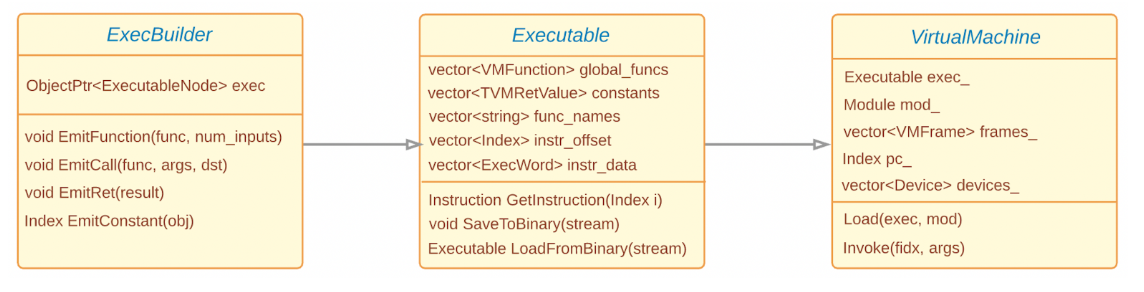 ExecBuilder
ObjectPtr<ExecutableNode> exec
void EmitFunction(func, num_inputs)
void EmitCall(func, args, dst)
void EmitRet(result)
Index EmitConstant(obj)
Executable
vector<VMFunction> global_funcs
vector<TVMRetValue> constants
vector<string> func_names
vector<Index> instr_offset
vector<ExecWord> instr_data
Instruction GetInstruction(Index i)
void SaveToBinary(stream)
Executable LoadFromBinary(stream)
VirtualMachine
Executable exec_
Module mod_
vector<VMFrame> frames_
Index pc_
vector<Device> devices_
Load(exec, mod)
Invoke(fidx, args)